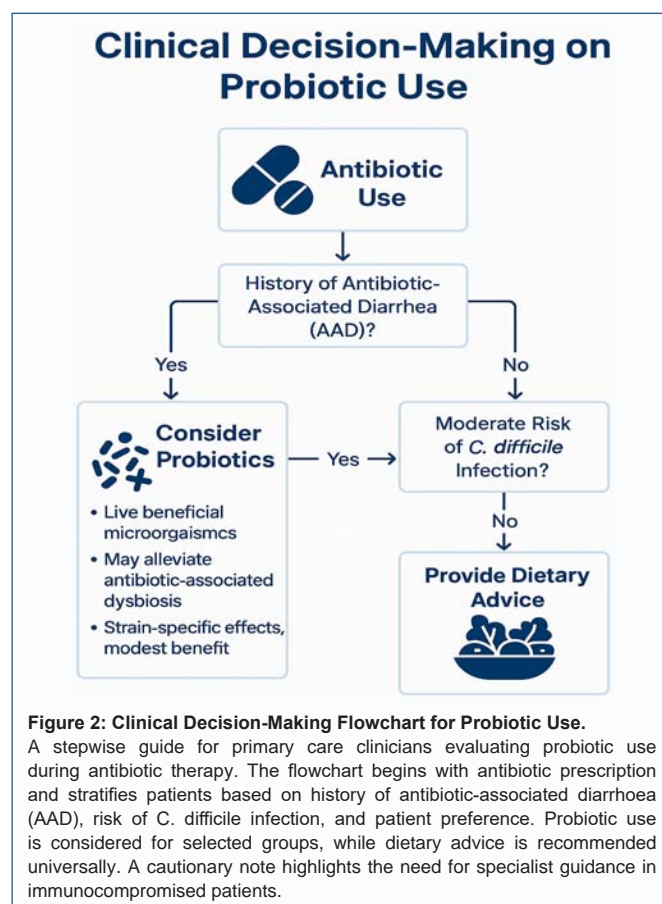 Clinical Decision-Making on
Probiotic Use
Antibiotic
Use
History of Antibiotic-
Associated Diarrhea
(AAD)?
Yes
No
Consider
Probiotics
• Live beneficial
microorgaismcs
• May alleviate
antibiotic-associated
dysbiosis
• Strain-specific effects,
modest benefit
Yes
Moderate Risk
of C. difficile
Infection?
No
Provide Dietary
Advice
Figure 2: Clinical Decision-Making Flowchart for Probiotic Use.
A stepwise guide for primary care clinicians evaluating probiotic use
during antibiotic therapy. The flowchart begins with antibiotic prescription
and stratifies patients based on history of antibiotic-associated diarrhoea
(AAD), risk of C. difficile infection, and patient preference. Probiotic use
is considered for selected groups, while dietary advice is recommended
universally. A cautionary note highlights the need for specialist guidance in
immunocompromised patients.